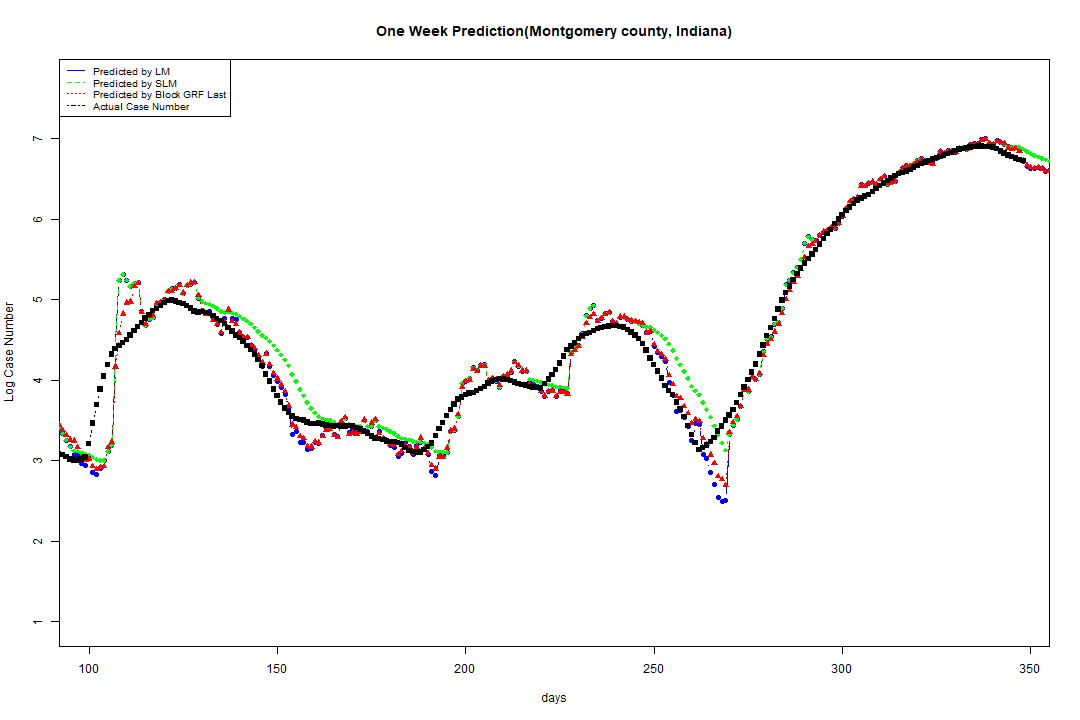 One Week Prediction(Montgomery county, Indiana)
Predicted by LM
Predicted by SLM
Predicted by Block GRF Last
Actual Case Number
7
6
5
4
3
2
1
Log Case Number
100 150 200 250 300 350
days